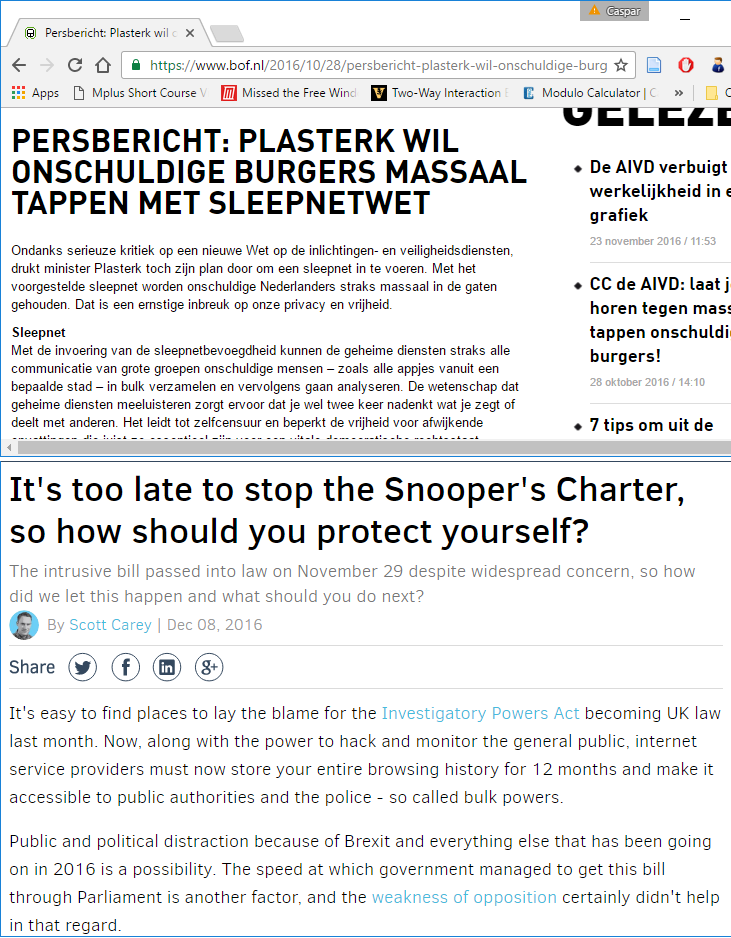 Caspar
Persbericht: Plasterk wil
https://www.bof.nl/2016/10/28/persbericht-plasterk-wil-onschuldige-burg
Apps Mplus Short Course Missed the Free Wind Two-Way Interaction Modulo Calculator | »
GELEZE
PERSBERICHT: PLASTERK WIL
ONSCHULDIGE BURGERS MASSAAL
TAPPEN MET SLEEPNETWET
Ondanks serieuze kritiek op een nieuwe Wet op de inlichtingen- en veiligheidsdiensten,
drukt minister Plasterk toch zijn plan door om een sleepnet in te voeren. Met het
voorgestelde sleepnet worden onschuldige Nederlanders straks massaal in de gaten
gehouden. Dat is een ernstige inbreuk op onze privacy en vrijheid.
Sleepnet
Met de invoering van de sleepnetbevoegdheid kunnen de geheime diensten straks alle
communicatie van grote groepen onschuldige mensen – zoals alle appjes vanuit een
bepaalde stad – in bulk verzamelen en vervolgens gaan analyseren. De wetenschap dat
geheime diensten meeluisteren zorgt ervoor dat je wel twee keer nadenkt wat je zegt of
deelt met anderen. Het leidt tot zelfcensuur en beperkt de vrijheid voor afwijkende
De AIVD verbuigt
werkelijkheid in e
grafiek
23 november 2016 / 11:53
CC de AIVD: laat j
horen tegen mass
tappen onschuldi
burgers!
28 oktober 2016 / 14:10
7 tips om uit de
It's too late to stop the Snooper's Charter,
so how should you protect yourself?
The intrusive bill passed into law on November 29 despite widespread concern, so how
did we let this happen and what should you do next?
By Scott Carey | Dec 08, 2016
Share
It's easy to find places to lay the blame for the Investigatory Powers Act becoming UK law
last month. Now, along with the power to hack and monitor the general public, internet
service providers must now store your entire browsing history for 12 months and make it
accessible to public authorities and the police - so called bulk powers.
Public and political distraction because of Brexit and everything else that has been going
on in 2016 is a possibility. The speed at which government managed to get this bill
through Parliament is another factor, and the weakness of opposition certainly didn't help
in that regard.